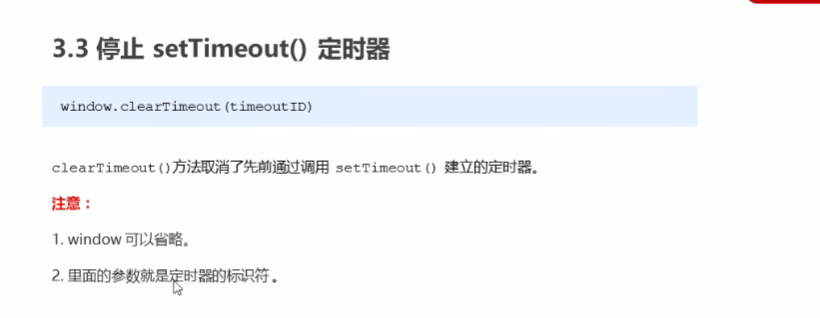 3.3 停止 setTimeout() 定时器
window.clearTimeout(timeoutID)
clearTimeout()方法取消了先前通过调用 setTimeout() 建立的定时器。
注意：
1. window 可以省略。
2. 里面的参数就是定时器的标识符 。